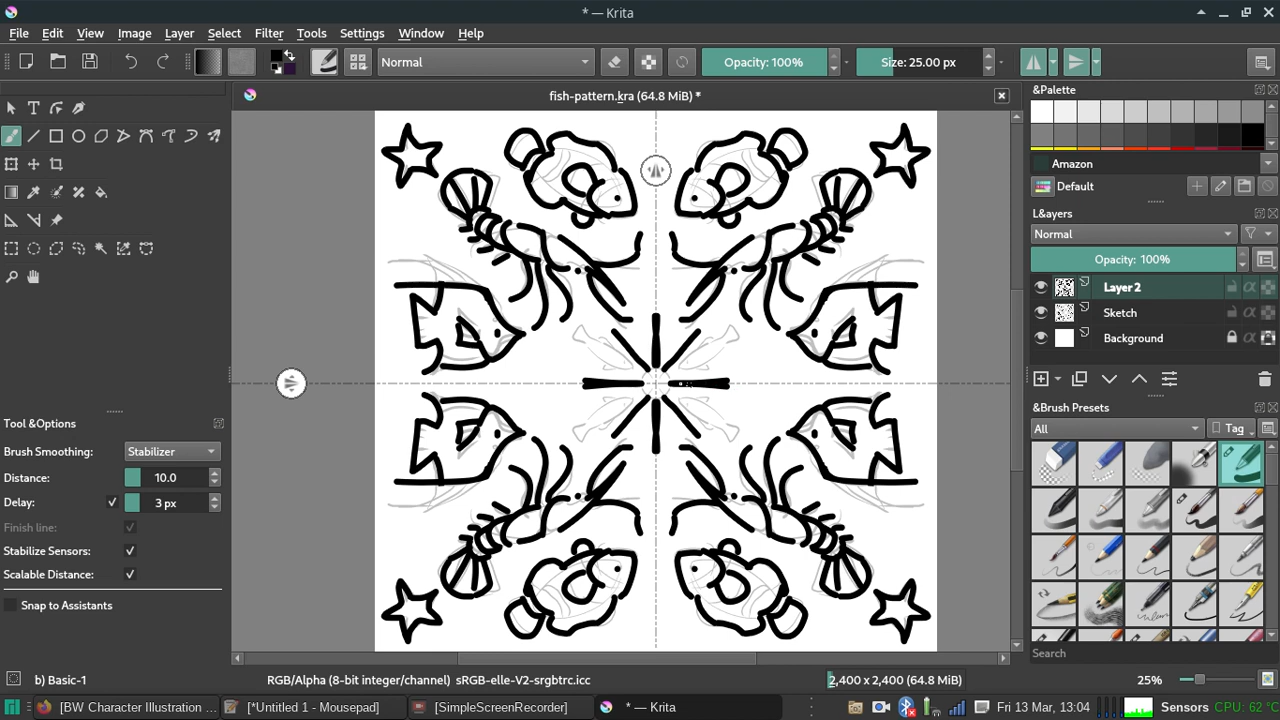 * — Krita
File Edit View Image Layer Select Filter Tools Settings Window Help
Normal Opacity: 100% Size: 25.00 px
fish-pattern.kra (64.8 MiB) *
&Palette
Amazon
Default
L&ayers
Normal
Opacity: 100%
Layer 2
Sketch
Background
Tool &Options
Brush Smoothing: Stabilizer
Distance: 10.0
Delay: 3 px
Finish line:
Stabilize Sensors:
Scalable Distance:
Snap to Assistants
&Brush Presets
All Tag
Search
b) Basic-1 RGB/Alpha (8-bit integer/channel) sRGB-elle-V2-srgbtrc.icc 2,400 x 2,400 (64.8 MiB) 25%
[BW Character Illustration ... [*Untitled 1 - Mousepad] [SimpleScreenRecorder] * — Krita Fri 13 Mar, 13:04 Sensors CPU: 62 °